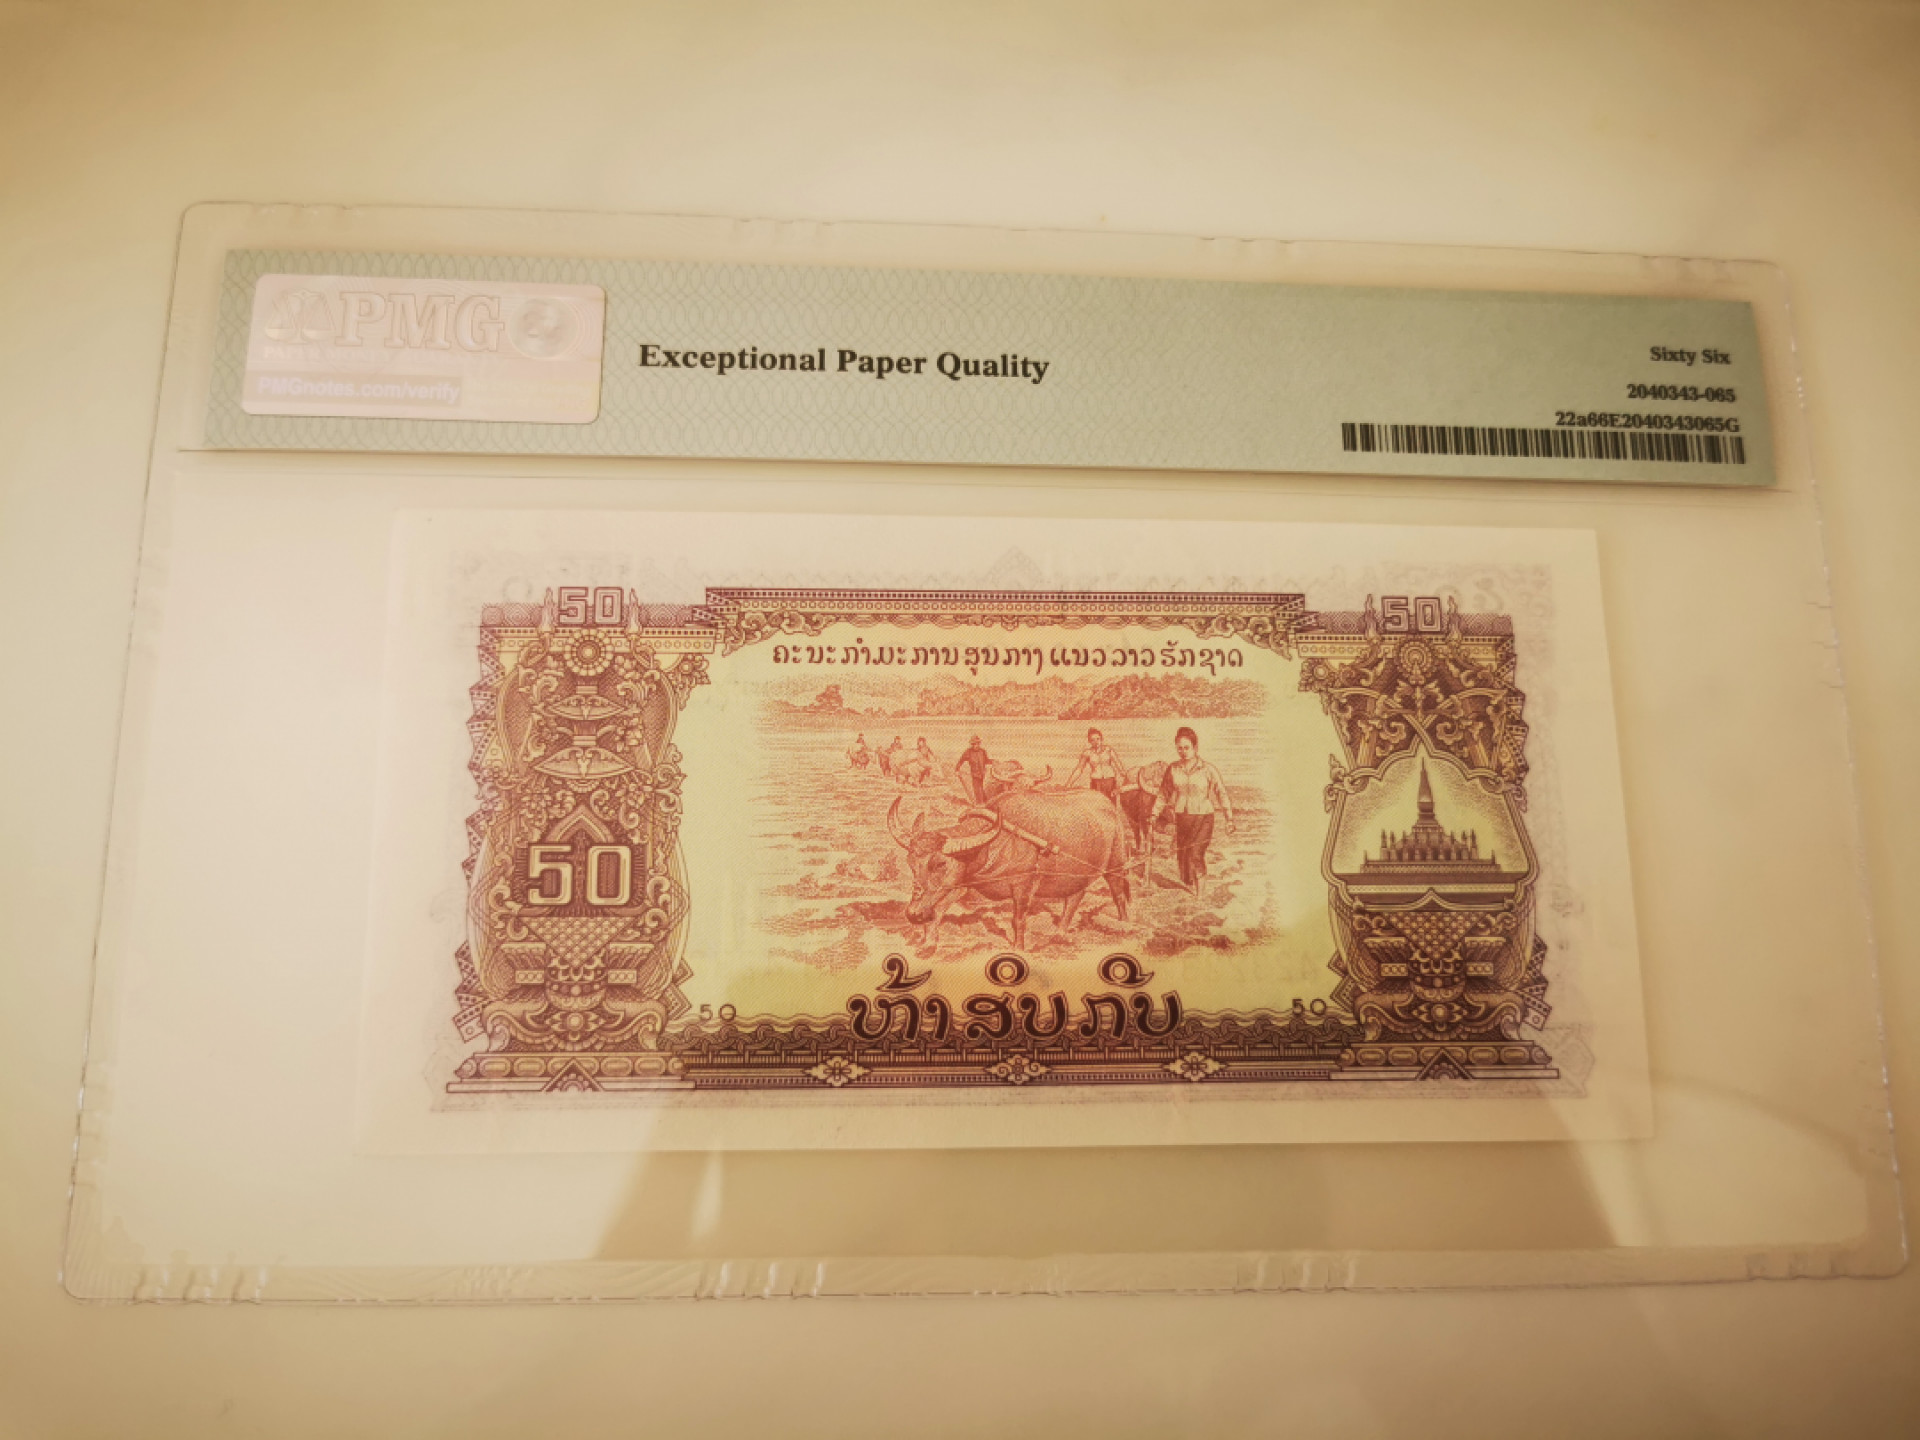 PMG
PAPER MONEY
PMGnotes.com/verify
Exceptional Paper Quality
Sixty Six
2040343-065
22a66E2040343065G
50
50
ຄະນະກຳມະການສູນກາງແນວລາວຮັກຊາດ
50
50
50
ຫ້າສິບກີບ